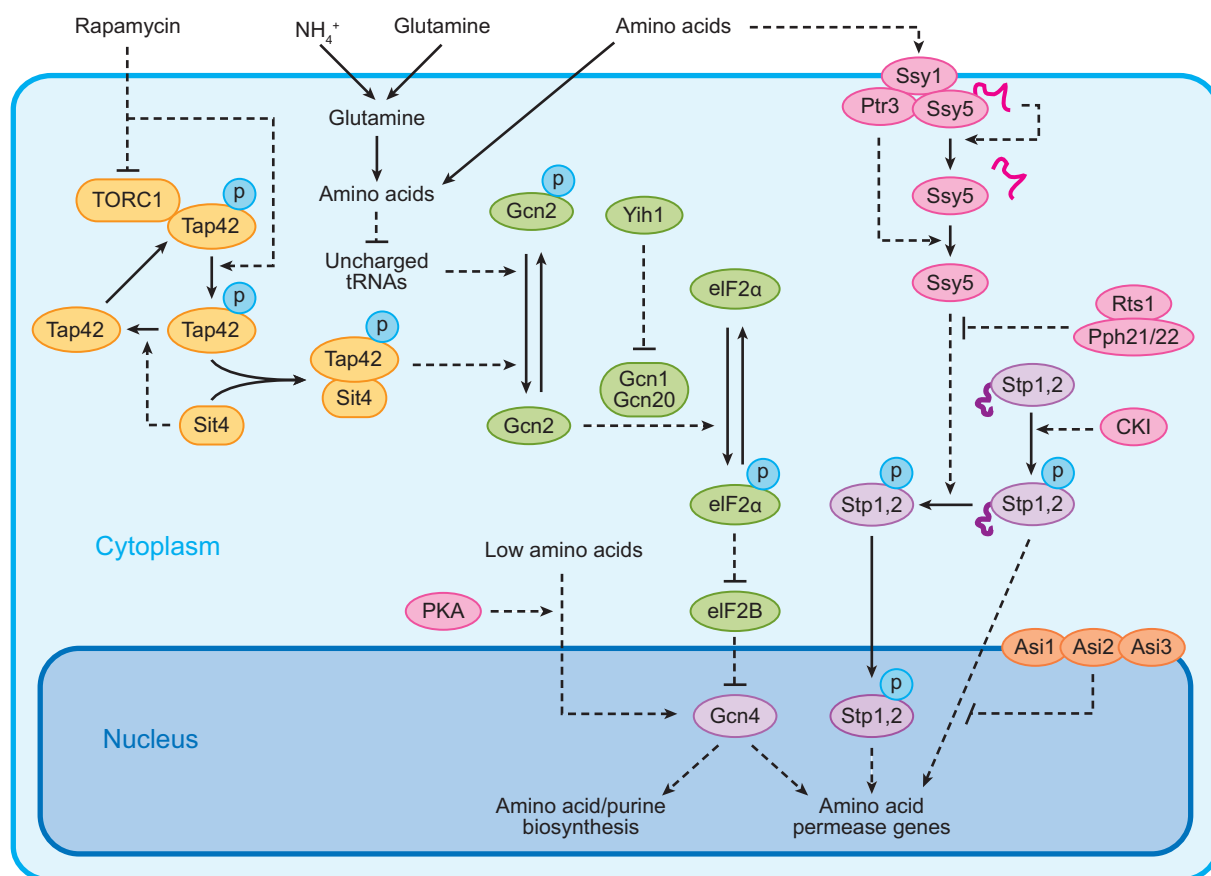 Rapamycin
NH4+
Glutamine
Amino acids
Ssy1
Ptr3
Ssy5
Glutamine
TORC1
p
Tap42
Amino acids
p
Gcn2
Yih1
Ssy5
Uncharged
tRNAs
eIF2α
Ssy5
Rts1
Pph21/22
Tap42
p
Tap42
p
Tap42
Sit4
Gcn1
Gcn20
Stp1,2
Sit4
Gcn2
CKI
p
eIF2α
p
Stp1,2
p
Stp1,2
Cytoplasm
Low amino acids
PKA
eIF2B
Asi1
Asi2
Asi3
Nucleus
Gcn4
p
Stp1,2
Amino acid/purine
biosynthesis
Amino acid
permease genes